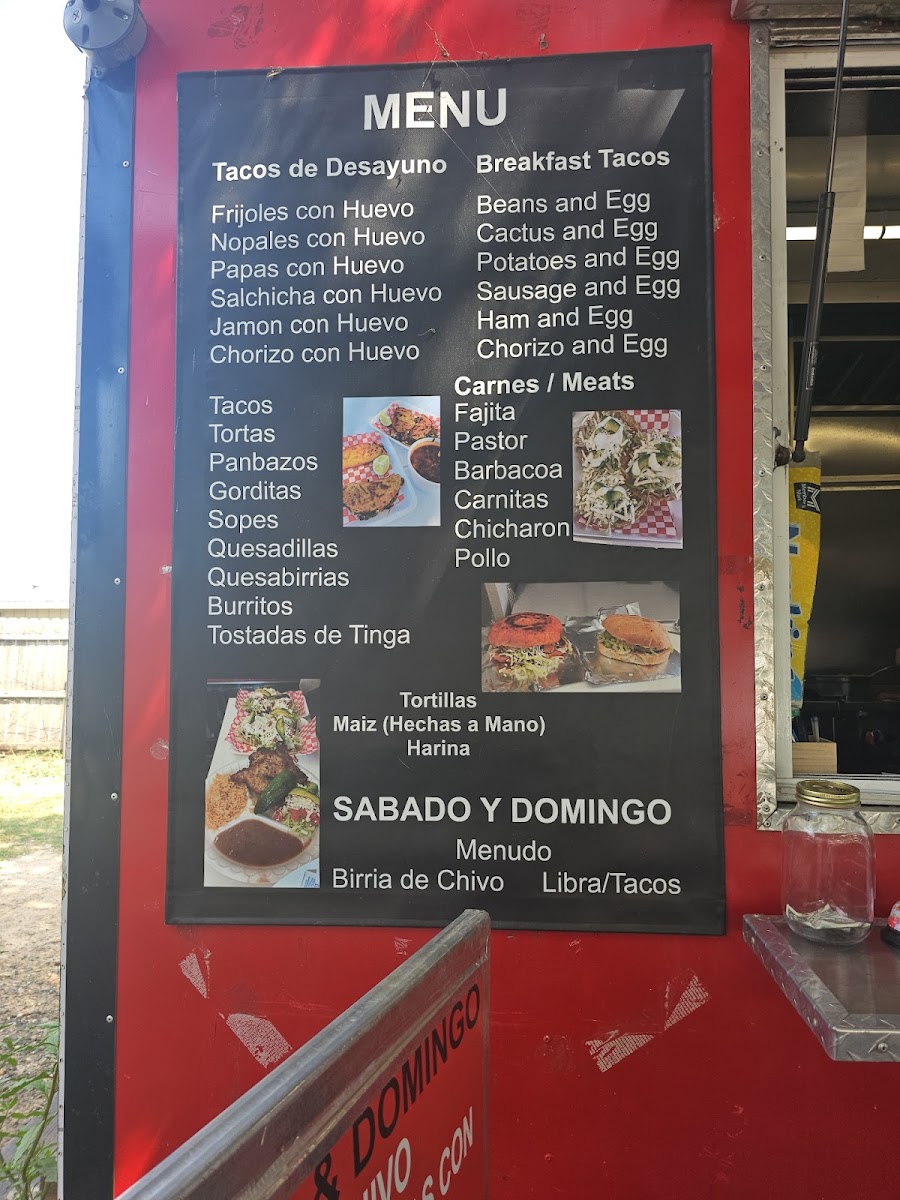 MENU
Tacos de Desayuno
Frijoles con Huevo
Nopales con Huevo
Papas con Huevo
Salchicha con Huevo
Jamon con Huevo
Chorizo con Huevo
Breakfast Tacos
Beans and Egg
Cactus and Egg
Potatoes and Egg
Sausage and Egg
Ham and Egg
Chorizo and Egg
Tacos
Tortas
Panbazos
Gorditas
Sopes
Quesadillas
Quesabirrias
Burritos
Tostadas de Tinga
Carnes / Meats
Fajita
Pastor
Barbacoa
Carnitas
Chicharon
Pollo
Tortillas
Maiz (Hechas a Mano)
Harina
SABADO Y DOMINGO
Menudo
Birria de Chivo Libra/Tacos
& DOMINGO
CON